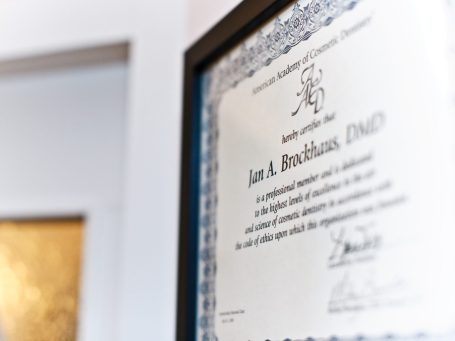 American Academy of Cosmetic Dentistry
AACD
hereby certifies that
Jan A. Brockhaus, DMD
is a professional member and is dedicated
to the highest levels of excellence in the art
and science of cosmetic dentistry in accordance with
the code of ethics upon which this organization was